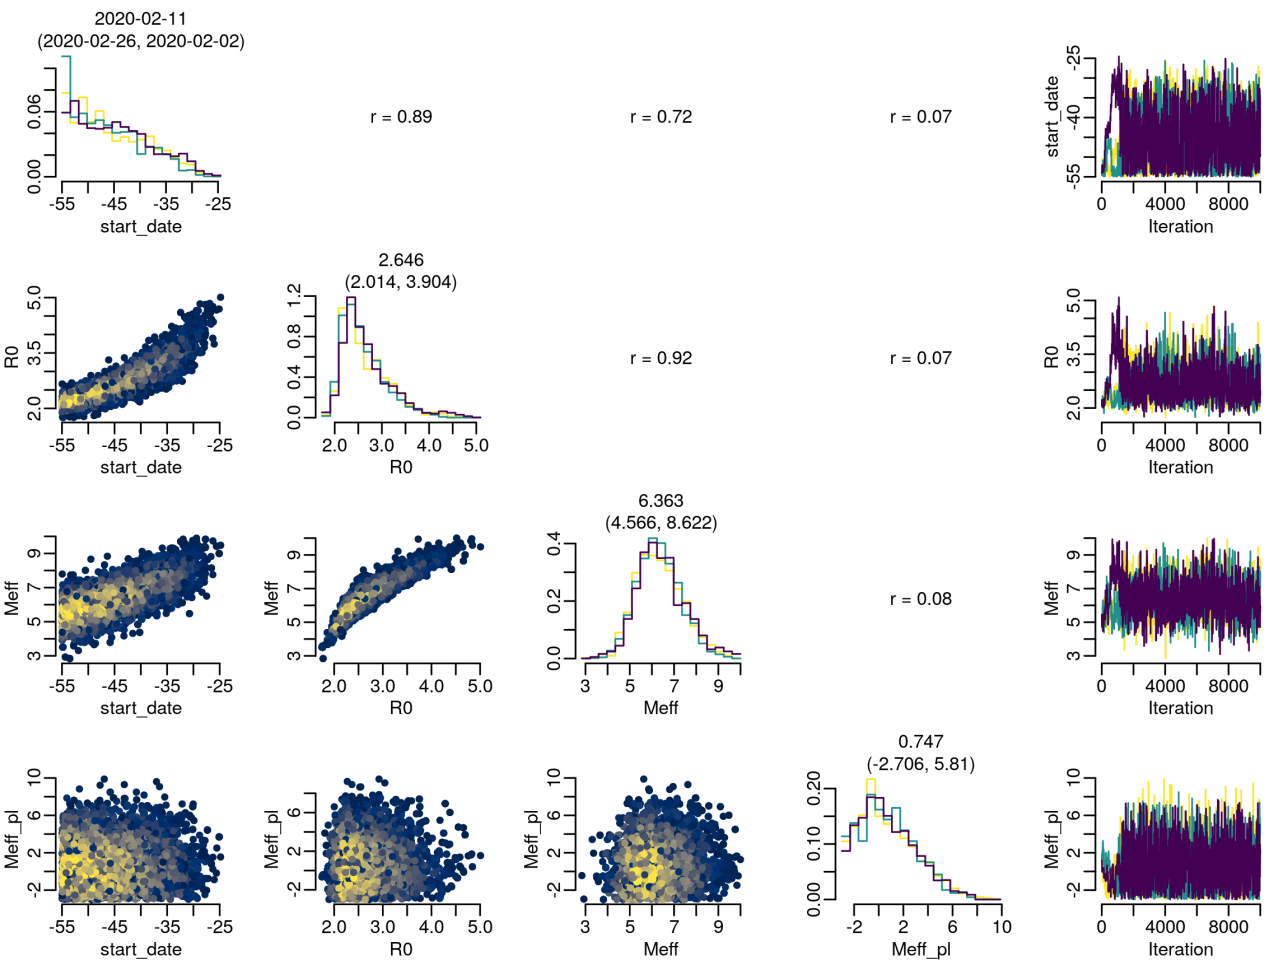 2020-02-11
(2020-02-26, 2020-02-02)
0.00 0.06
-55 -45 -35 -25
start_date
r = 0.89
r = 0.72
r = 0.07
start_date
-55 -40 -25
0 4000 8000
Iteration
R0
2.0 3.5 5.0
-55 -45 -35 -25
start_date
2.646
(2.014, 3.904)
0.0 0.4 0.8 1.2
2.0 3.0 4.0 5.0
R0
r = 0.92
r = 0.07
R0
2.0 3.5 5.0
0 4000 8000
Iteration
Meff
3 5 7 9
-55 -45 -35 -25
start_date
Meff
3 5 7 9
2.0 3.0 4.0 5.0
R0
6.363
(4.566, 8.622)
0.0 0.2 0.4
3 5 7 9
Meff
r = 0.08
Meff
3 5 7 9
0 4000 8000
Iteration
Meff_pl
-2 2 6 10
-55 -45 -35 -25
start_date
Meff_pl
-2 2 6
2.0 3.0 4.0 5.0
R0
Meff_pl
-2 2 6 10
3 5 7 9
Meff
0.747
(-2.706, 5.81)
0.00 0.10 0.20
-2 2 6 10
Meff_pl
Meff_pl
-2 2 6 10
0 4000 8000
Iteration